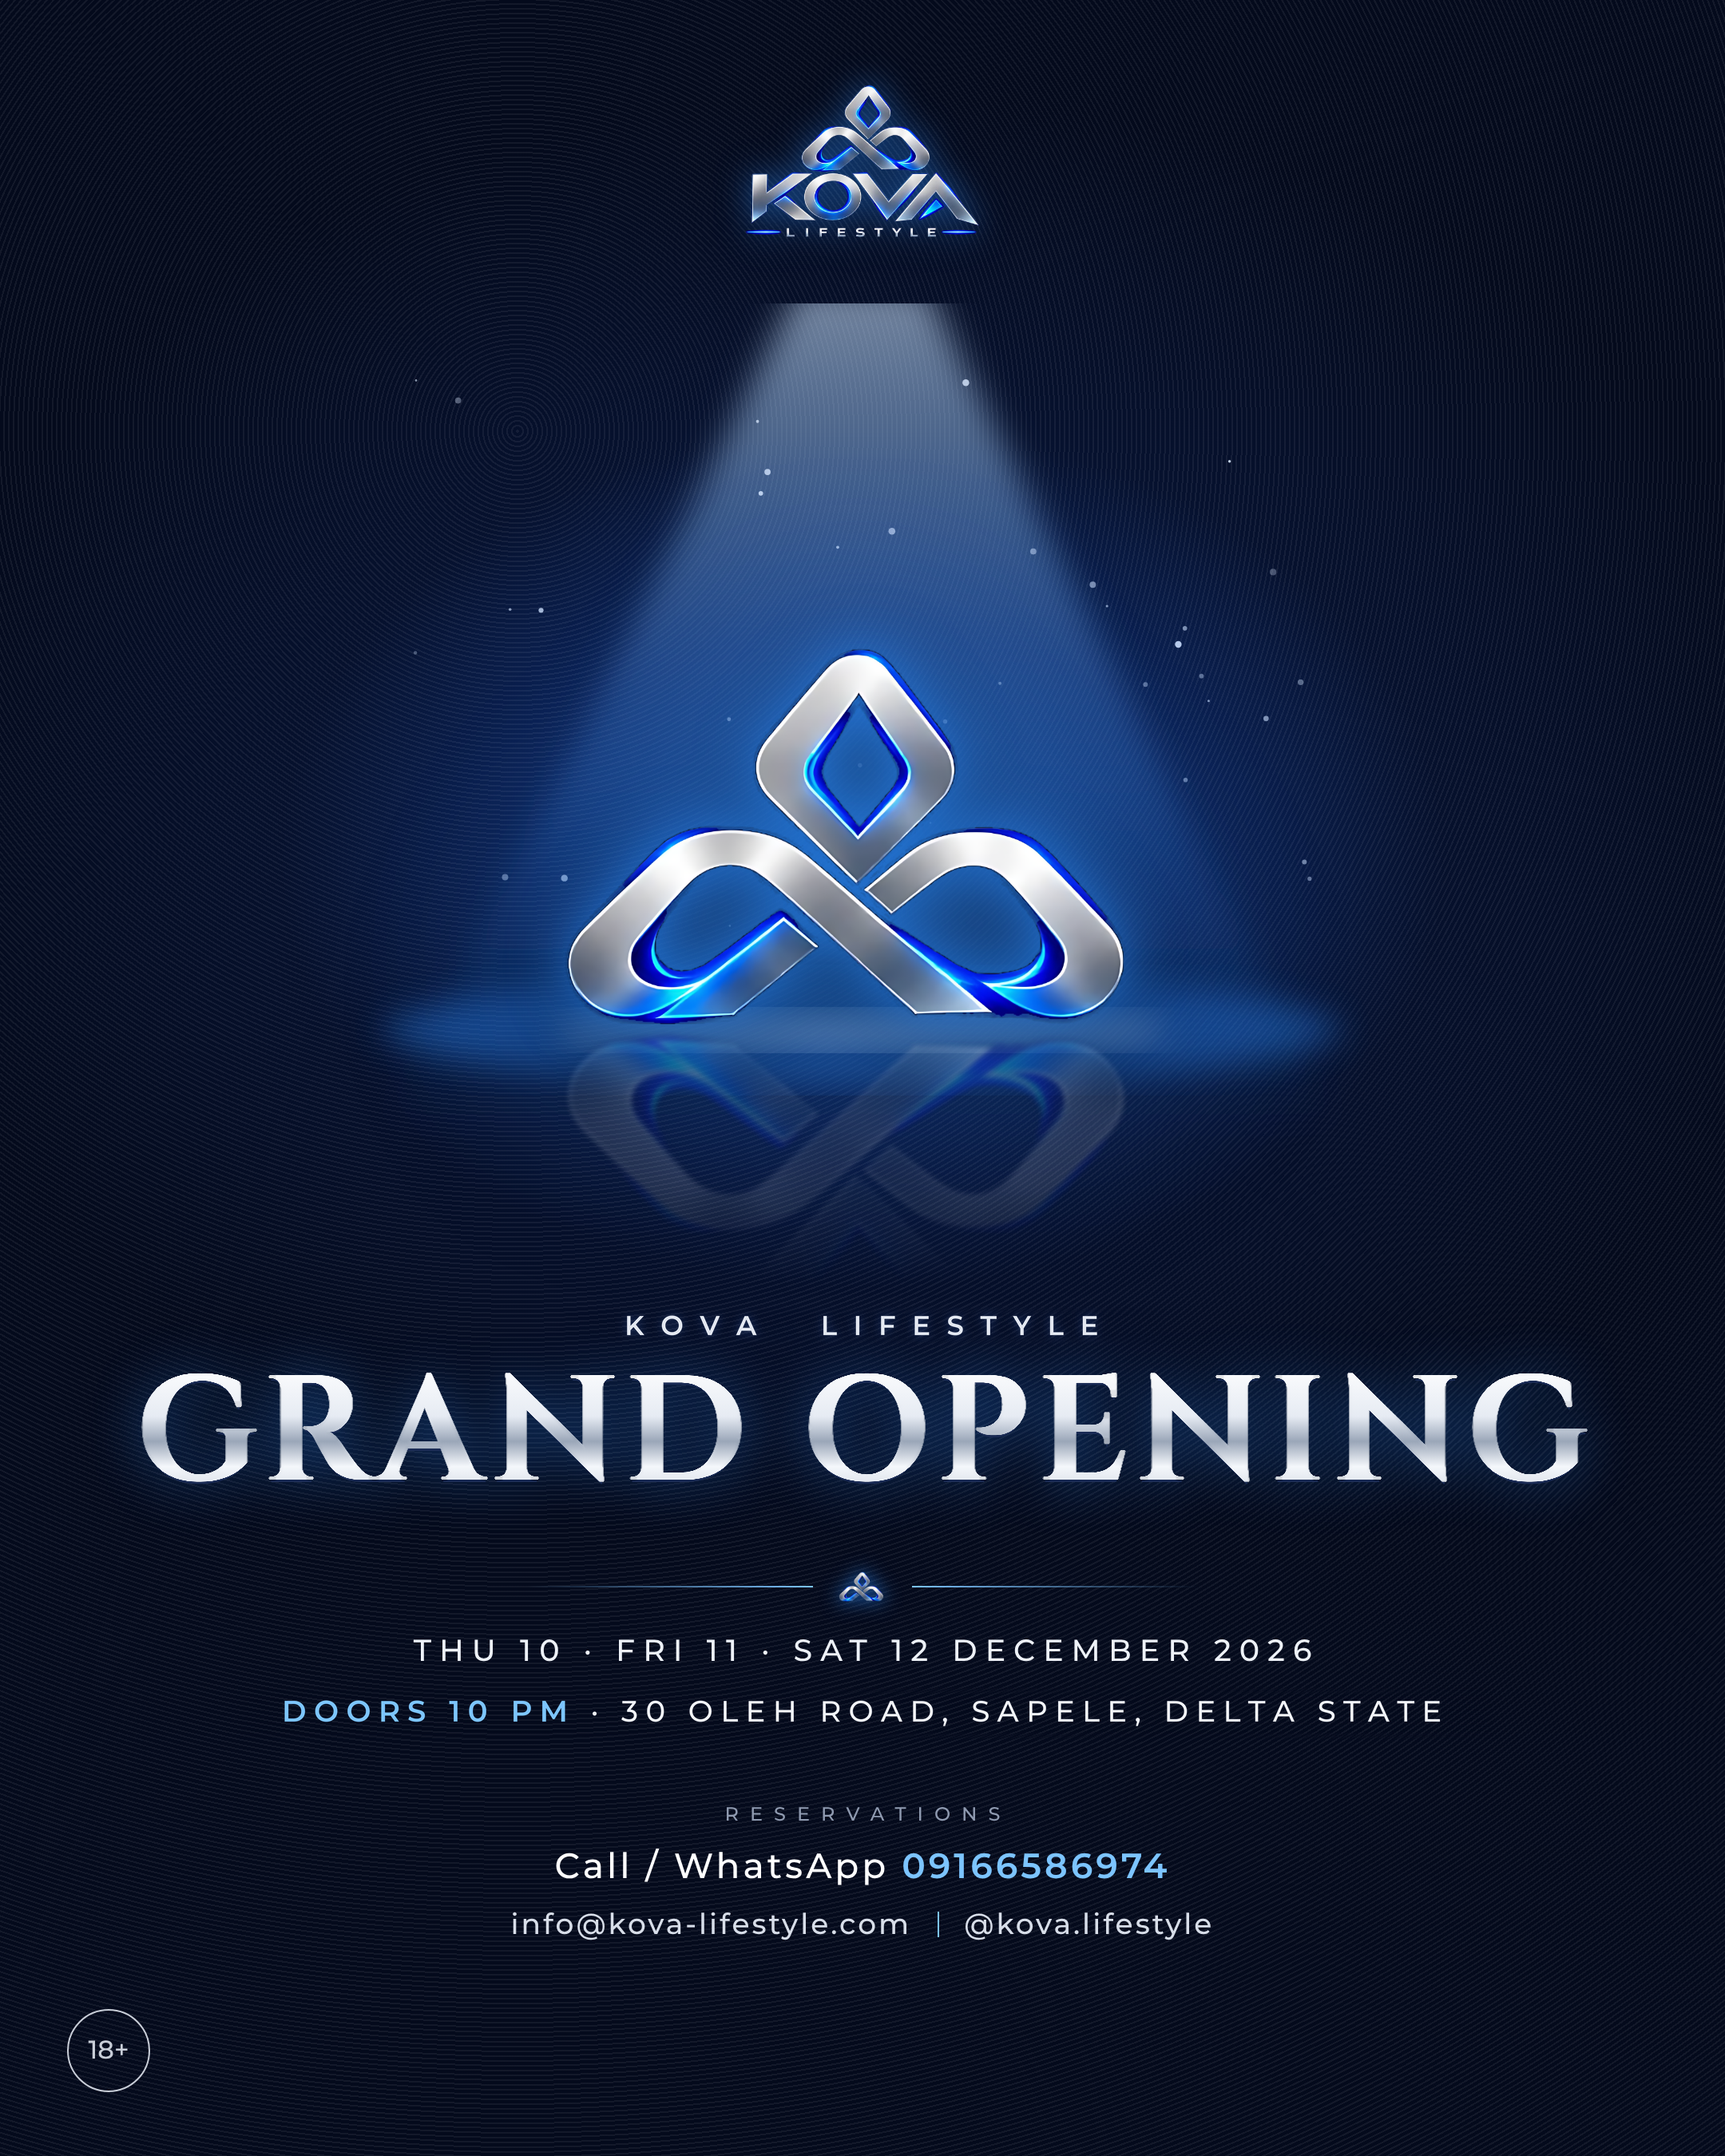 KOVA
LIFESTYLE
KOVA LIFESTYLE
GRAND OPENING
THU 10 · FRI 11 · SAT 12 DECEMBER 2026
DOORS 10 PM · 30 OLEH ROAD, SAPELE, DELTA STATE
RESERVATIONS
Call / WhatsApp 09166586974
info@kova-lifestyle.com | @kova.lifestyle
18+